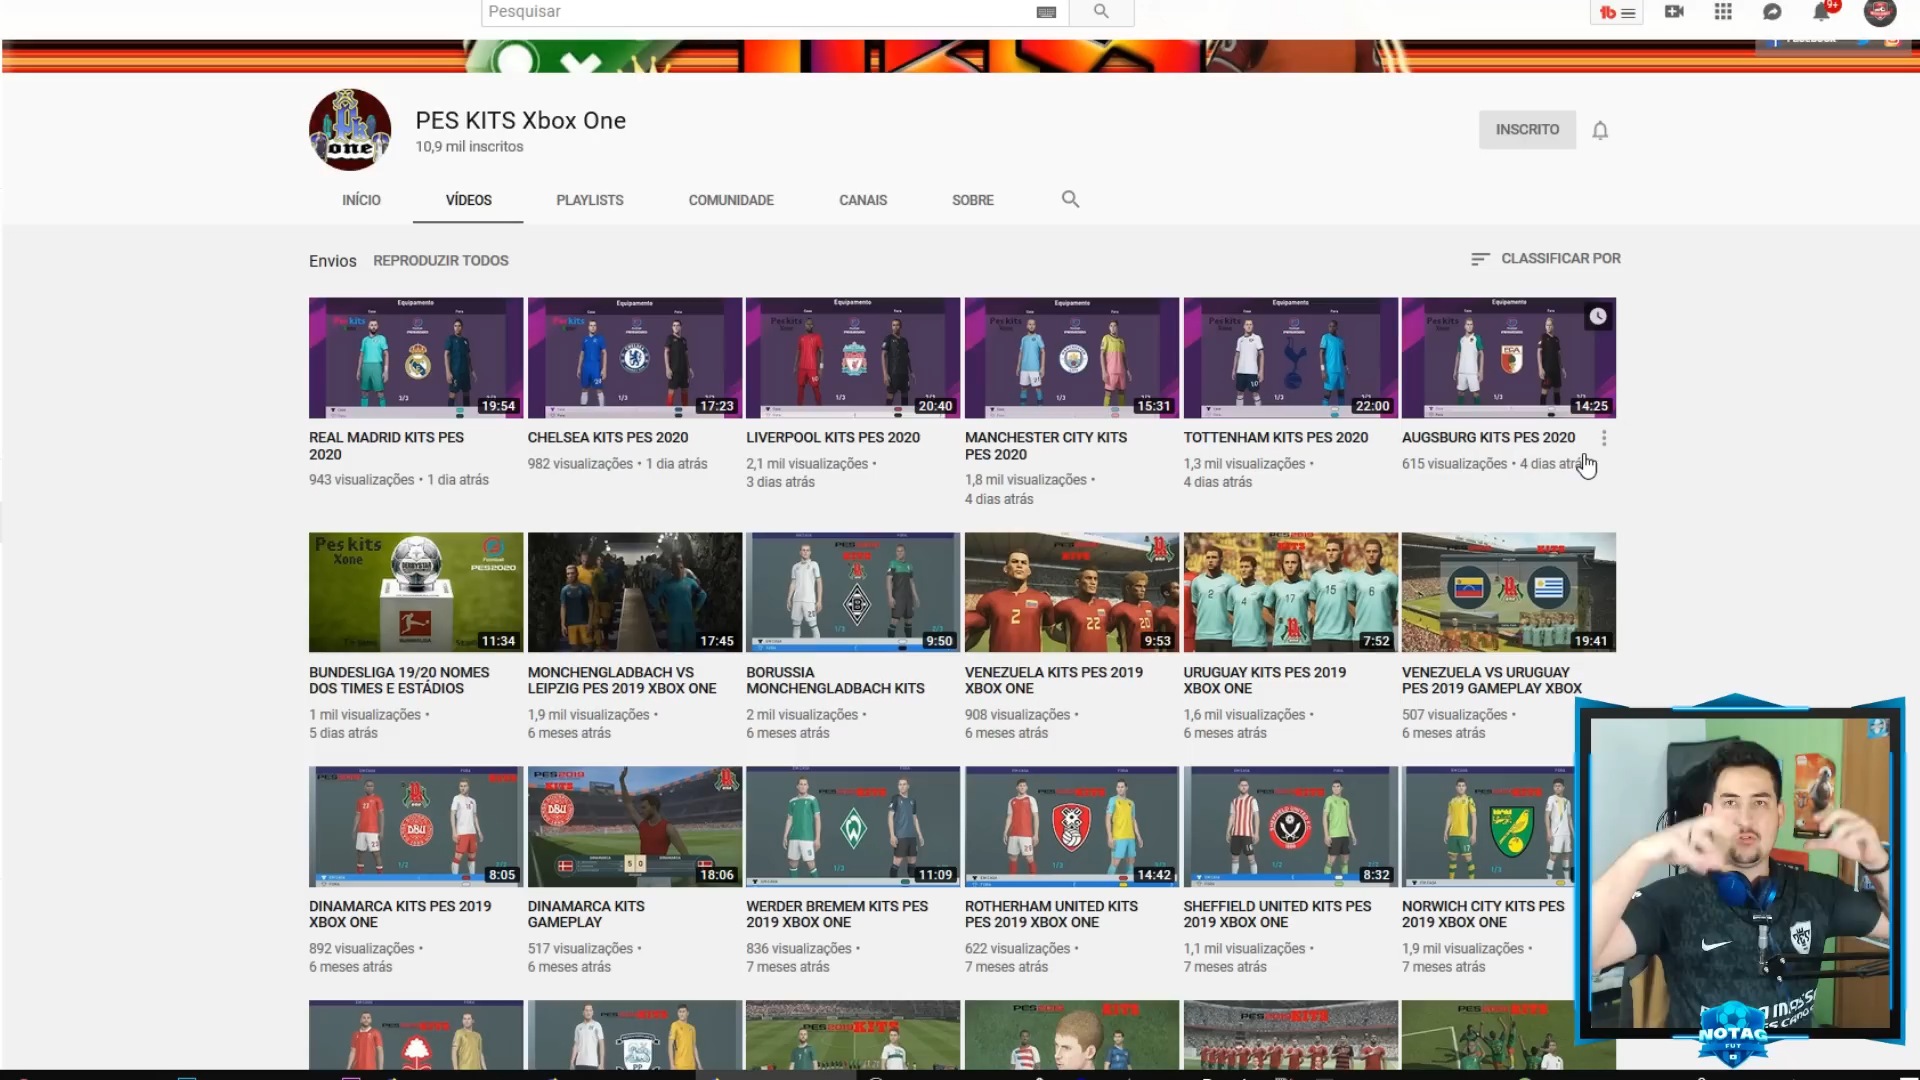 Pesquisar
9+
PES KITS Xbox One
10,9 mil inscritos
INSCRITO
INÍCIO
VÍDEOS
PLAYLISTS
COMUNIDADE
CANAIS
SOBRE
Envios
REPRODUZIR TODOS
CLASSIFICAR POR
19:54
17:23
20:40
15:31
22:00
14:25
REAL MADRID KITS PES
2020
943 visualizações • 1 dia atrás
CHELSEA KITS PES 2020
982 visualizações • 1 dia atrás
LIVERPOOL KITS PES 2020
2,1 mil visualizações •
3 dias atrás
MANCHESTER CITY KITS
PES 2020
1,8 mil visualizações •
4 dias atrás
TOTTENHAM KITS PES 2020
1,3 mil visualizações •
4 dias atrás
AUGSBURG KITS PES 2020
615 visualizações • 4 dias atrás
Pes kits
Xone
PES2020
11:34
17:45
9:50
9:53
7:52
19:41
BUNDESLIGA 19/20 NOMES
DOS TIMES E ESTÁDIOS
1 mil visualizações •
5 dias atrás
MONCHENGLADBACH VS
LEIPZIG PES 2019 XBOX ONE
1,9 mil visualizações •
6 meses atrás
BORUSSIA
MONCHENGLADBACH KITS
2 mil visualizações •
6 meses atrás
VENEZUELA KITS PES 2019
XBOX ONE
908 visualizações •
6 meses atrás
URUGUAY KITS PES 2019
XBOX ONE
1,6 mil visualizações •
6 meses atrás
VENEZUELA VS URUGUAY
PES 2019 GAMEPLAY XBOX
507 visualizações •
6 meses atrás
8:05
18:06
11:09
14:42
8:32
DINAMARCA KITS PES 2019
XBOX ONE
892 visualizações •
6 meses atrás
DINAMARCA KITS
GAMEPLAY
517 visualizações •
6 meses atrás
WERDER BREMEM KITS PES
2019 XBOX ONE
836 visualizações •
7 meses atrás
ROTHERHAM UNITED KITS
PES 2019 XBOX ONE
622 visualizações •
7 meses atrás
SHEFFIELD UNITED KITS PES
2019 XBOX ONE
1,1 mil visualizações •
7 meses atrás
NORWICH CITY KITS PES
2019 XBOX ONE
1,9 mil visualizações •
7 meses atrás
NOTAG
FUT